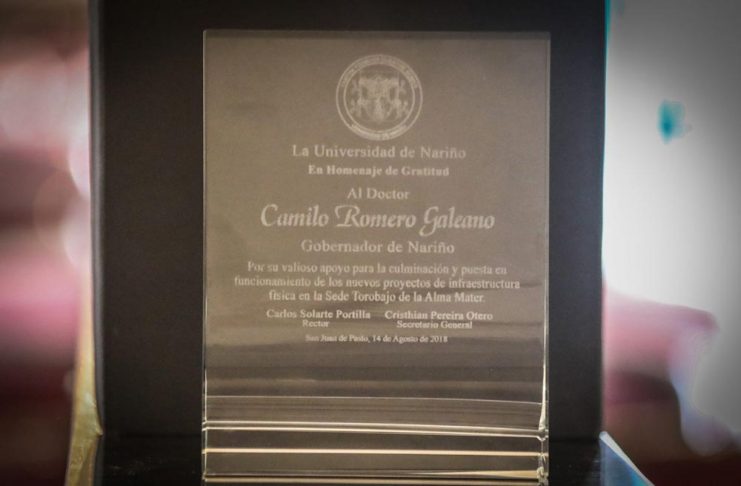 La Universidad de Nariño
En Homenaje de Gratitud
Al Doctor
Camilo Romero Galeano
Gobernador de Nariño
Por su valioso apoyo para la culminación y puesta en
funcionamiento de los nuevos proyectos de infraestructura
física en la Sede Torobajo de la Alma Mater.
Carlos Solarte Portilla Cristhian Pereira Otero
Rector Secretario General
San Juan de Pasto, 14 de Agosto de 2018